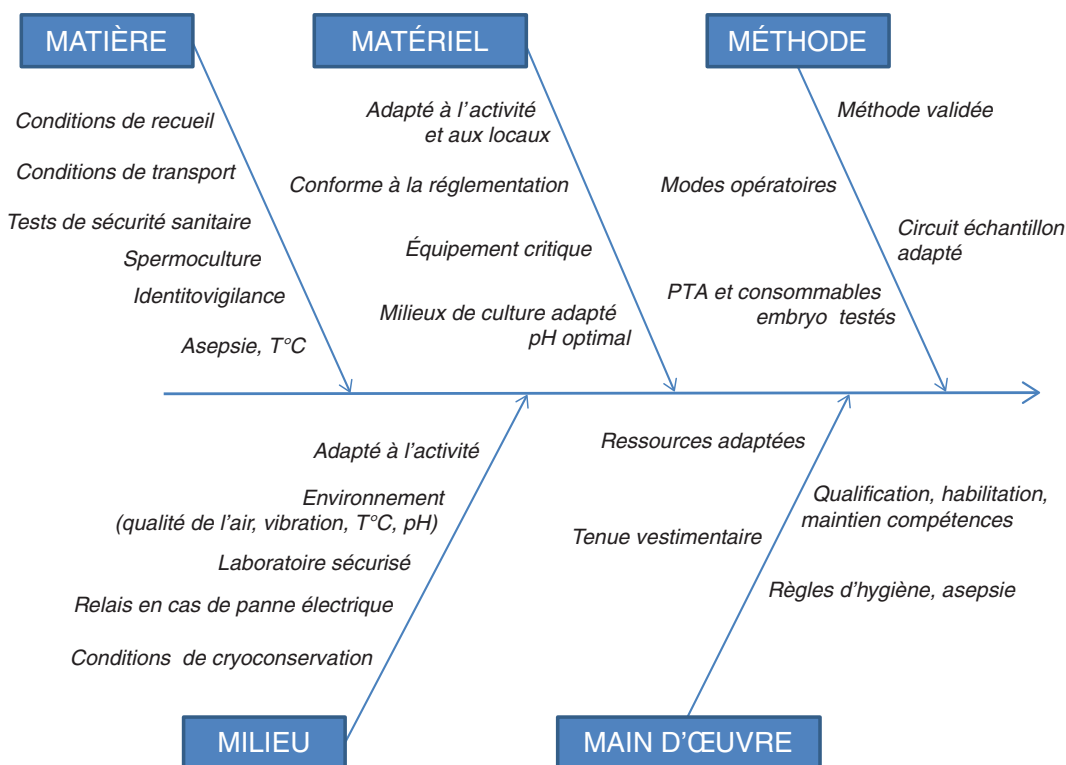 MATIÈRE
Conditions de recueil
Conditions de transport
Tests de sécurité sanitaire
Spermoculture
Identitovigilance
Asepsie, T°C
MATÉRIEL
Adapté à l'activité
et aux locaux
Conforme à la réglementation
Équipement critique
Milieux de culture adapté
pH optimal
MÉTHODE
Méthode validée
Modes opératoires
Circuit échantillon
adapté
PTA et consommables
embryo testés
Adapté à l'activité
Environnement
(qualité de l'air, vibration, T°C, pH)
Laboratoire sécurisé
Relais en cas de panne électrique
Conditions de cryoconservation
MILIEU
Ressources adaptées
Qualification, habilitation,
maintien compétences
Tenue vestimentaire
Règles d'hygiène, asepsie
MAIN D'ŒUVRE